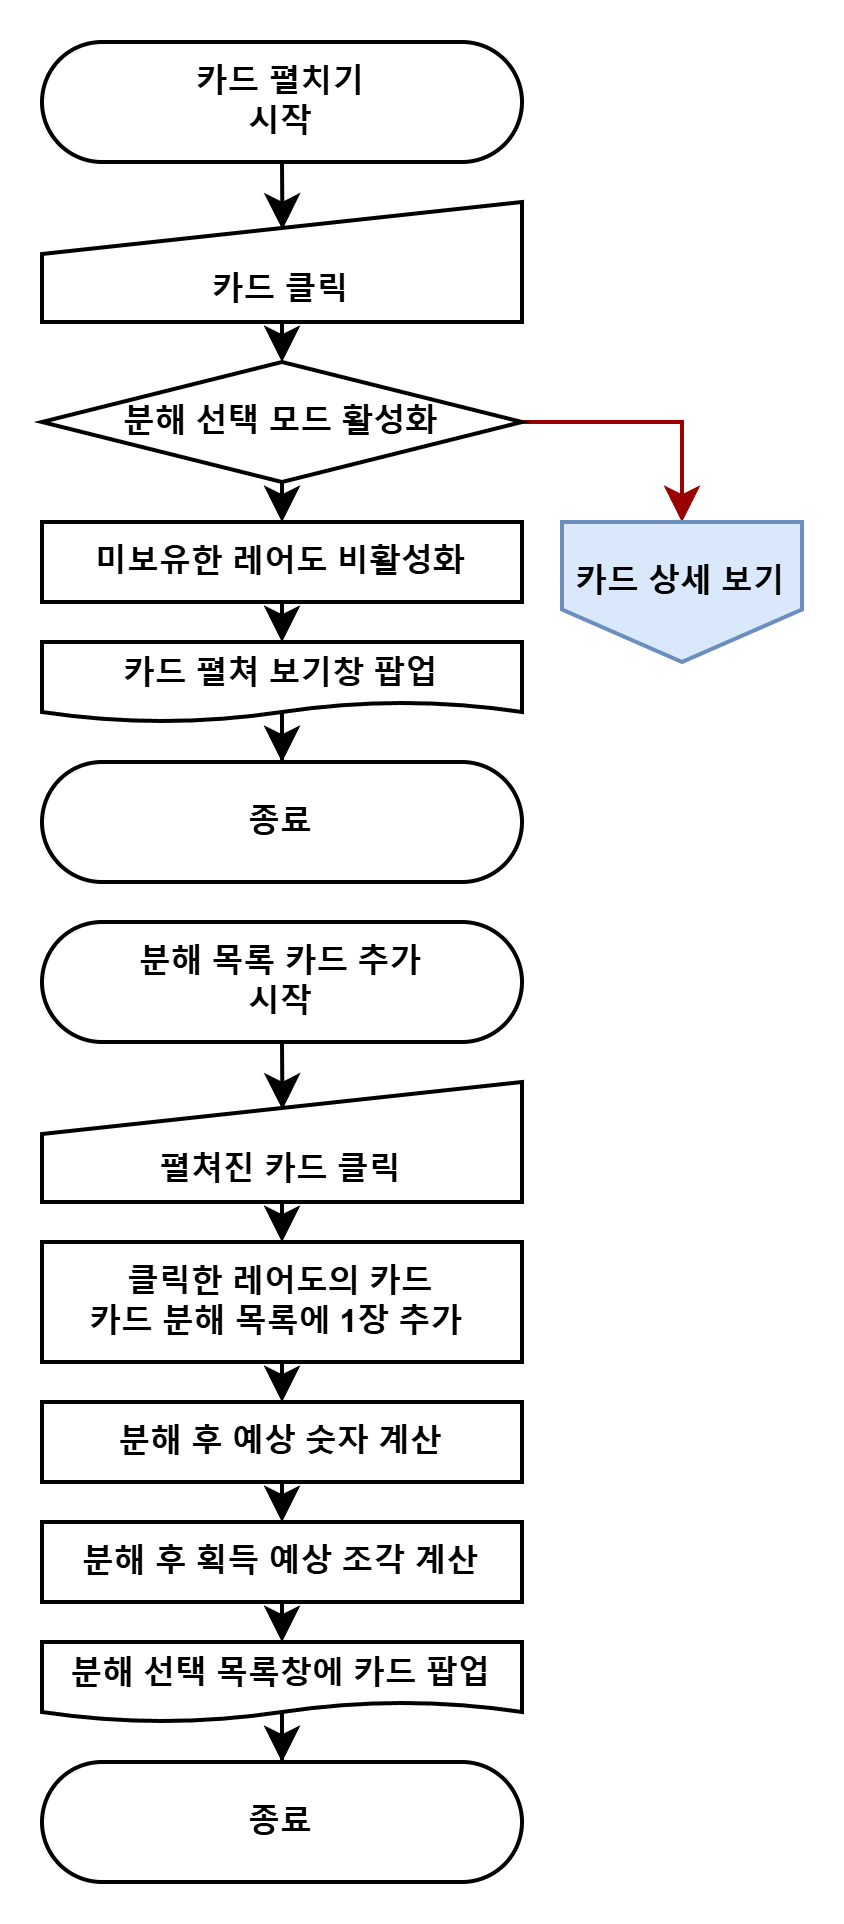 카드 펼치기
시작
카드 클릭
분해 선택 모드 활성화
미보유한 레어도 비활성화
카드 상세 보기
카드 펼쳐 보기창 팝업
종료
분해 목록 카드 추가
시작
펼쳐진 카드 클릭
클릭한 레어도의 카드
카드 분해 목록에 1장 추가
분해 후 예상 숫자 계산
분해 후 획득 예상 조각 계산
분해 선택 목록창에 카드 팝업
종료